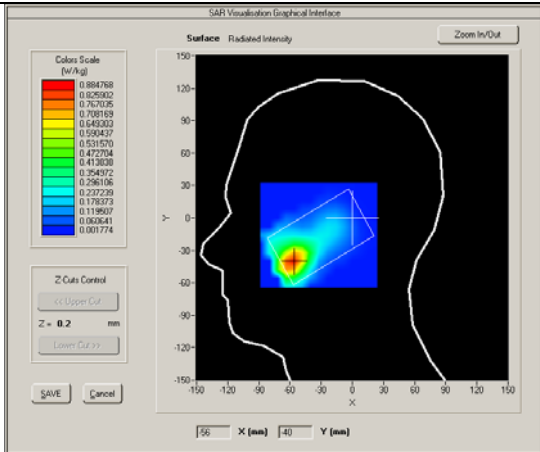 SAR Visualisation Graphical Interface
Surface Radiated Intensity
Zoom In/Out
Colors Scale
(W/kg)
0.884768
0.825902
0.767035
0.708169
0.649303
0.590437
0.531570
0.472704
0.413838
0.354972
0.296106
0.237239
0.178373
0.119507
0.060641
0.001774
Z-Cuts Control
<< Upper Cut
Z = 0.2 mm
Lower Cut >>
SAVE Cancel
150
120
90
60
30
0
-30
-60
-90
-120
-150
Y
-150 -120 -90 -60 -30 0 30 60 90 120 150
X
-56 X (mm) -40 Y (mm)